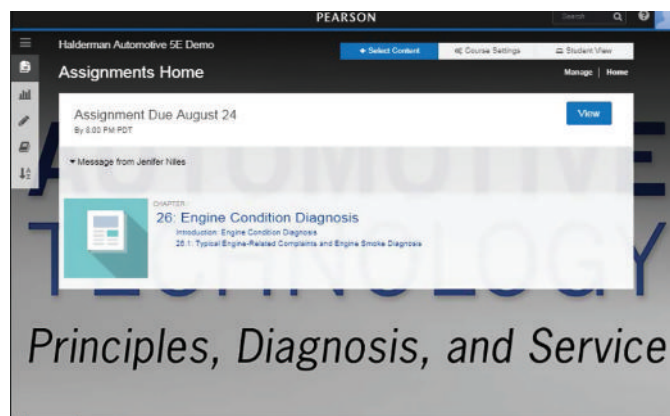 PEARSON
Search
Halderman Automotive 5E Demo
+ Select Content
Course Settings
Student View
Assignments Home
Manage | Home
Assignment Due August 24
By 8:00 PM PDT
View
Message from Jenifer Niles
AUTOMOTIVE
CHAPTER
26: Engine Condition Diagnosis
Introduction: Engine Condition Diagnosis
26.1: Typical Engine-Related Complaints and Engine Smoke Diagnosis
TECHNOLOGY
Principles, Diagnosis, and Service